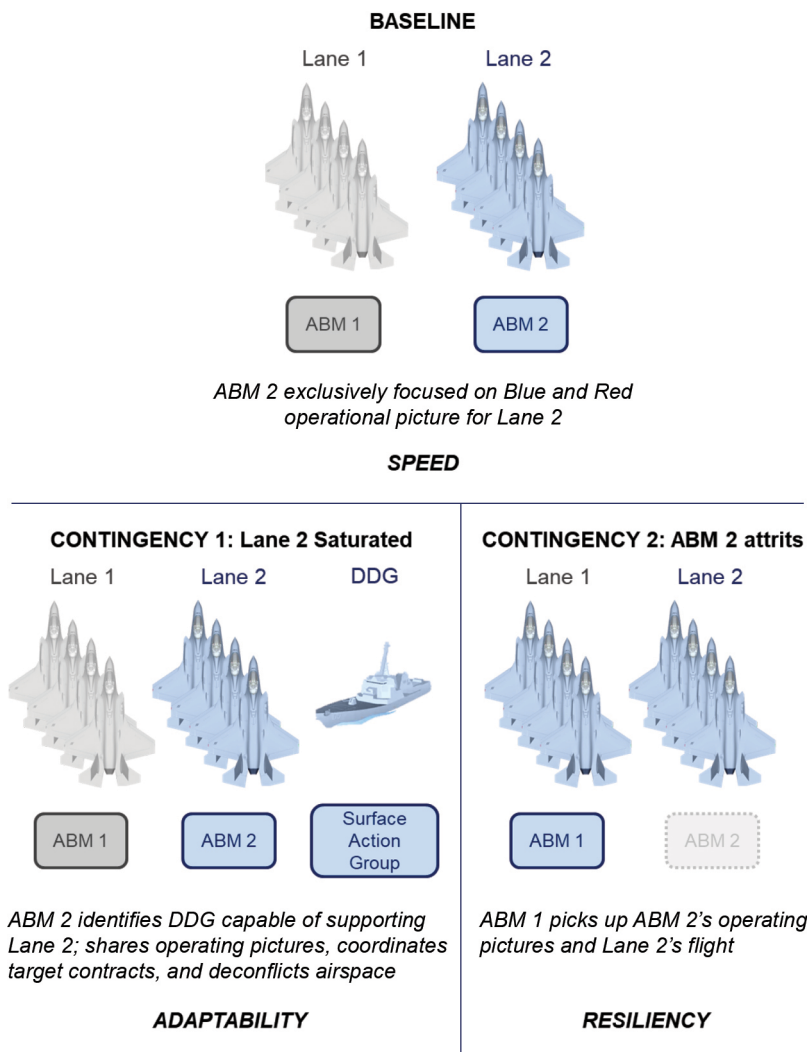 BASELINE
Lane 1
Lane 2
ABM 1
ABM 2
ABM 2 exclusively focused on Blue and Red
operational picture for Lane 2
SPEED
CONTINGENCY 1: Lane 2 Saturated
Lane 1
Lane 2
DDG
ABM 1
ABM 2
Surface
Action
Group
ABM 2 identifies DDG capable of supporting
Lane 2; shares operating pictures, coordinates
target contracts, and deconflicts airspace
ADAPTABILITY
CONTINGENCY 2: ABM 2 attrits
Lane 1
Lane 2
ABM 1
ABM 2
ABM 1 picks up ABM 2’s operating
pictures and Lane 2’s flight
RESILIENCY